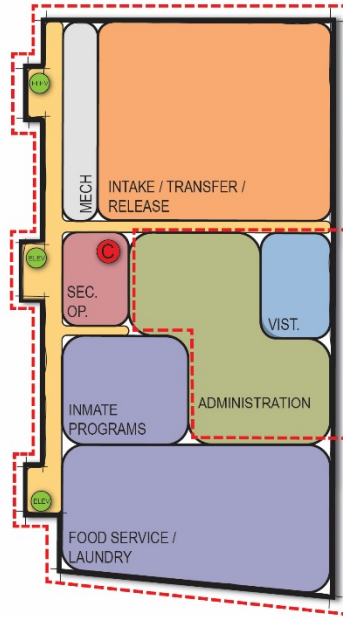 ELEV
MECH
INTAKE / TRANSFER /
RELEASE
C
ELEV
SEC.
OP.
VIST.
ADMINISTRATION
INMATE
PROGRAMS
ELEV
FOOD SERVICE /
LAUNDRY